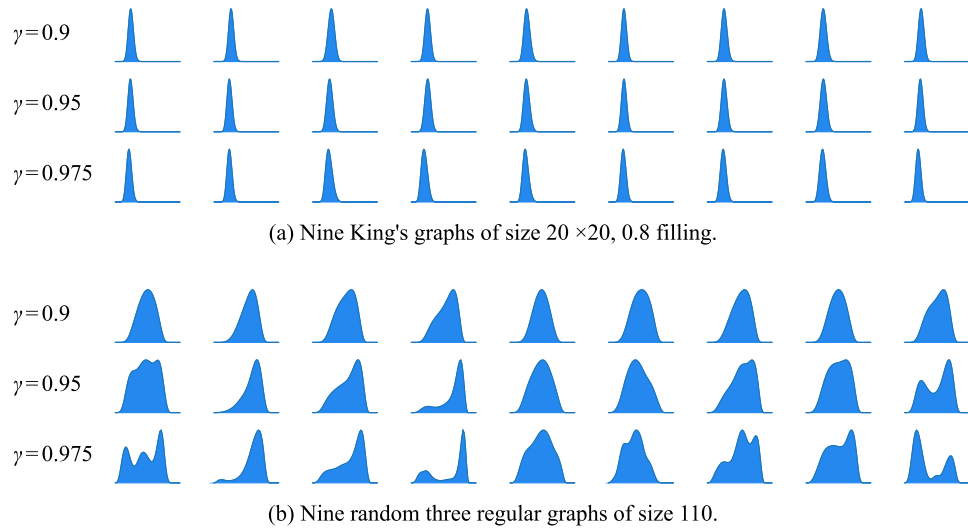 γ=0.9
γ=0.95
γ=0.975
(a) Nine King's graphs of size 20 ×20, 0.8 filling.
γ=0.9
γ=0.95
γ=0.975
(b) Nine random three regular graphs of size 110.